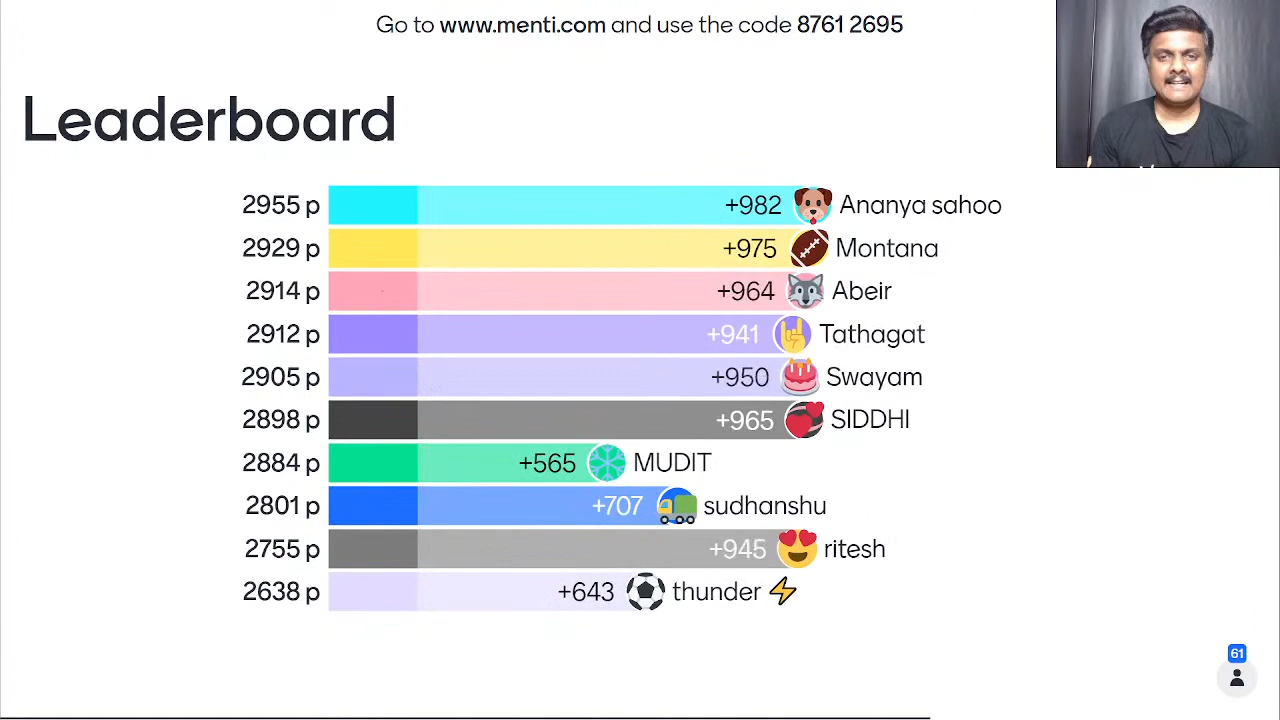 Go to www.menti.com and use the code 8761 2695
Leaderboard
2955 p +982 Ananya sahoo
2929 p +975 Montana
2914 p +964 Abeir
2912 p +941 Tathagat
2905 p +950 Swayam
2898 p +965 SIDDHI
2884 p +565 MUDIT
2801 p +707 sudhanshu
2755 p +945 ritesh
2638 p +643 thunder ⚡
61